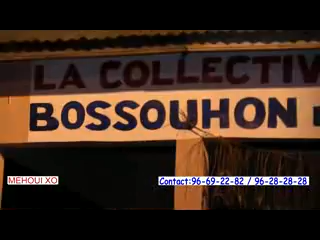 LA COLLECTIV
BOSSOUHON
MEHOUI XO
Contact:96-69-22-82 / 96-28-28-28